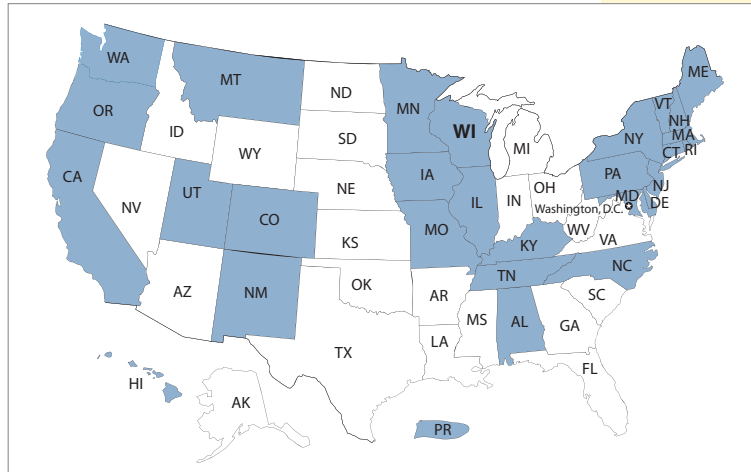 WA
MT
ND
MN
ME
VT
NH
OR
ID
SD
WI
MI
NY
MA
CT
RI
WY
CA
NV
UT
CO
NE
IA
IL
IN
OH
PA
NJ
MD
DE
Washington, D.C.
KS
MO
KY
WV
VA
AZ
NM
OK
AR
TN
NC
SC
TX
LA
MS
AL
GA
FL
HI
AK
PR